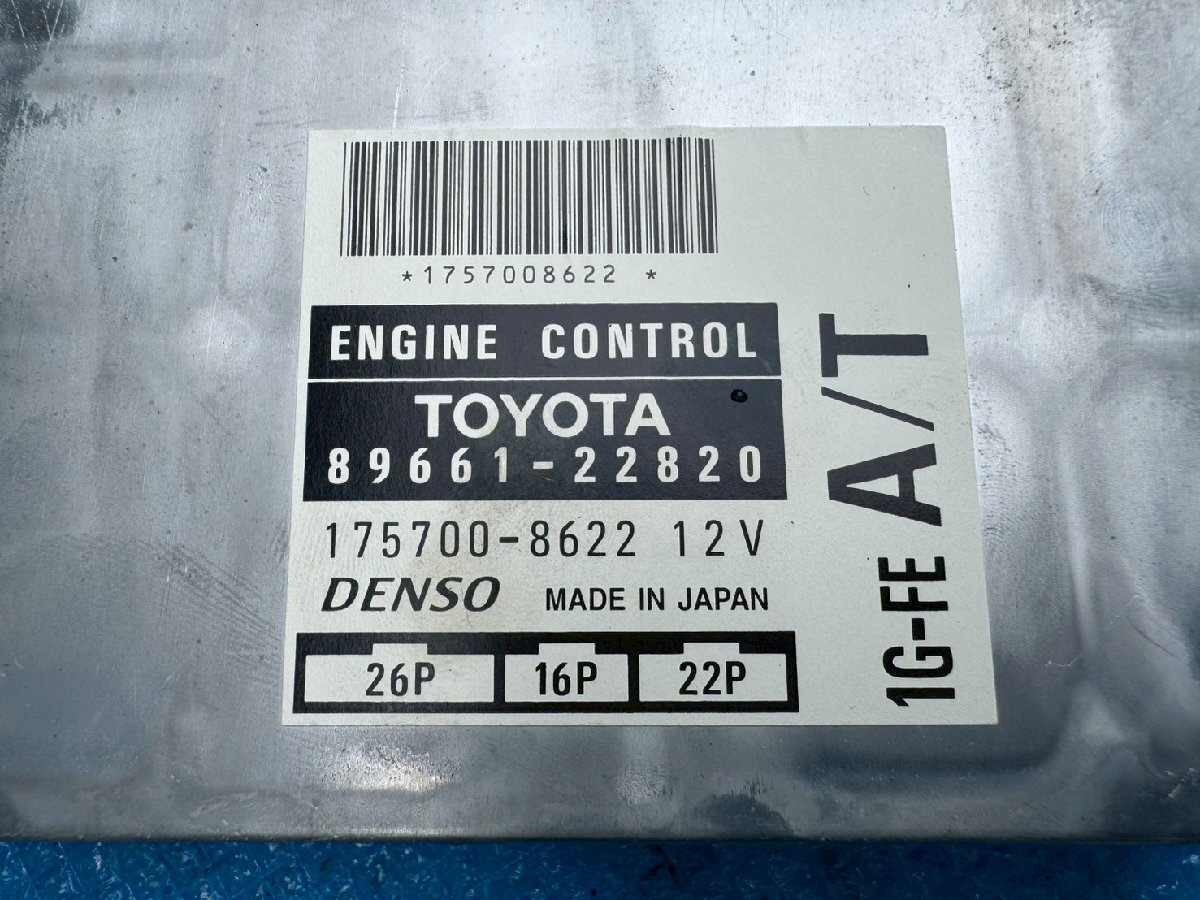 *1757008622 *
ENGINE CONTROL
TOYOTA
89661-22820
175700-8622 12V
DENSO MADE IN JAPAN
26P 16P 22P
1G-FE A/T